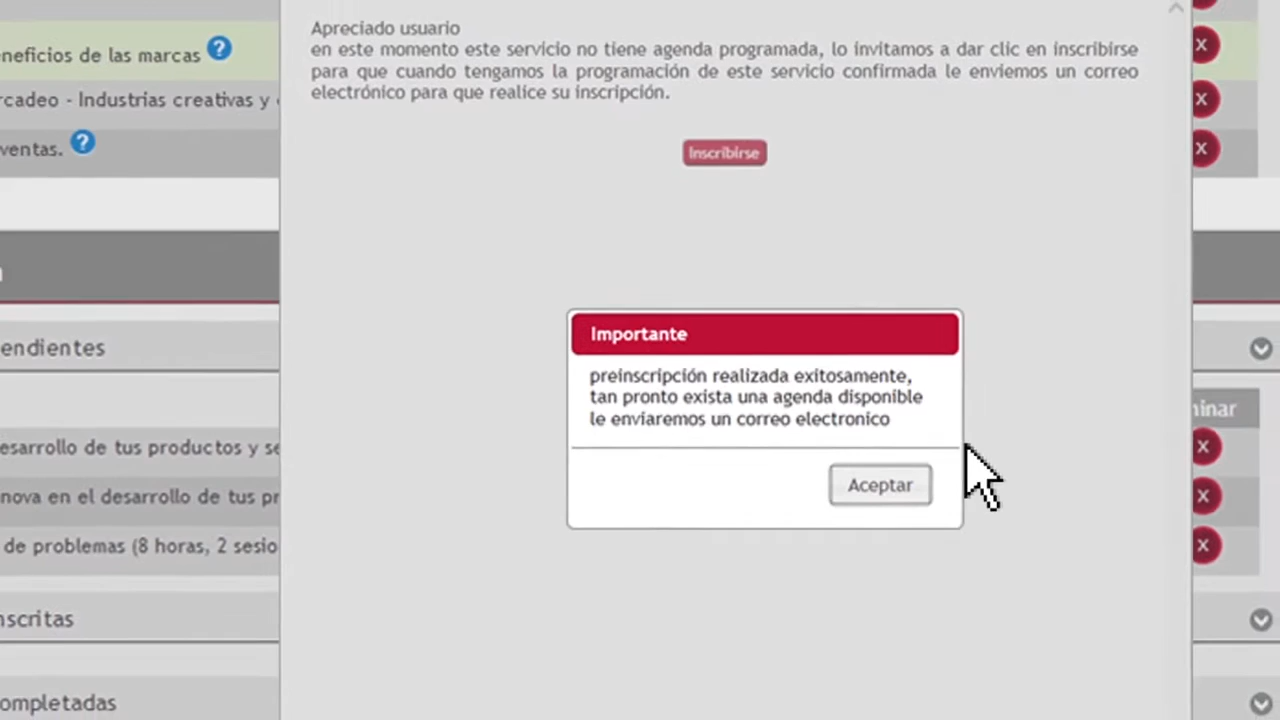 Apreciado usuario
en este momento este servicio no tiene agenda programada, lo invitamos a dar clic en inscribirse
para que cuando tengamos la programación de este servicio confirmada le enviemos un correo
electrónico para que realice su inscripción.
Inscribirse
neficios de las marcas ?
rcadeo - Industrias creativas y
ventas. ?
X
X
X
Importante
preinscripción realizada exitosamente,
tan pronto exista una agenda disponible
le enviaremos un correo electronico
Aceptar
endientes
inar
esarrollo de tus productos y se
X
nova en el desarrollo de tus pr
X
de problemas (8 horas, 2 sesio
X
nscritas
ompletadas